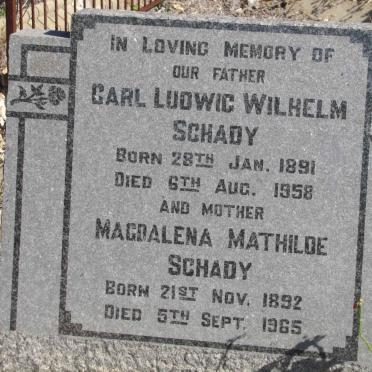 IN LOVING MEMORY OF
OUR FATHER
CARL LUDWIG WILHELM
SCHADY
BORN 28TH JAN. 1891
DIED 6TH AUG. 1958
AND MOTHER
MAGDALENA MATHILDE
SCHADY
BORN 21ST NOV. 1892
DIED 5TH SEPT. 1965